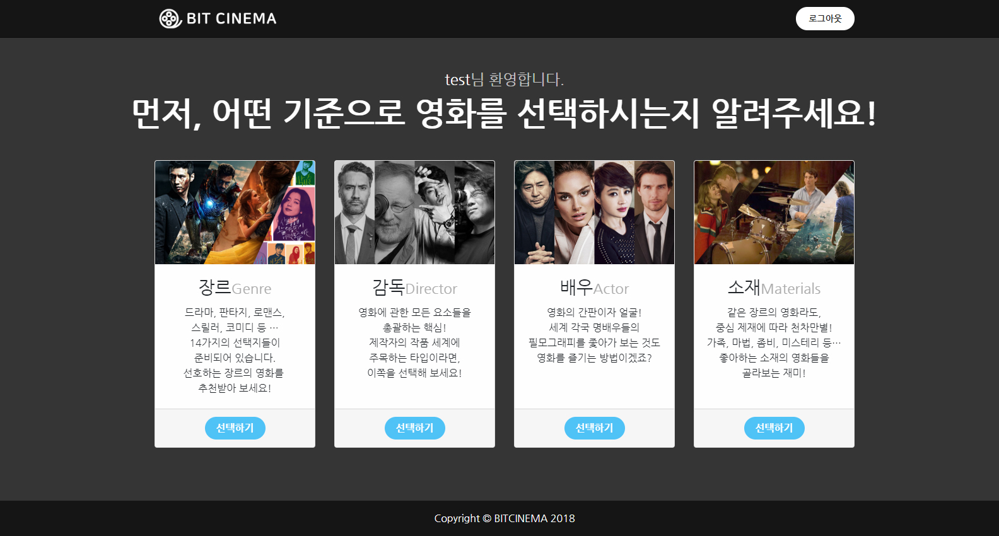 BIT CINEMA
로그아웃
test님 환영합니다.
먼저, 어떤 기준으로 영화를 선택하시는지 알려주세요!
장르Genre
드라마, 판타지, 로맨스,
스릴러, 코미디 등 …
14가지의 선택지들이
준비되어 있습니다.
선호하는 장르의 영화를
추천받아 보세요!
선택하기
감독Director
영화에 관한 모든 요소들을
총괄하는 핵심!
제작자의 작품 세계에
주목하는 타입이라면,
이쪽을 선택해 보세요!
선택하기
배우Actor
영화의 간판이자 얼굴!
세계 각국 명배우들의
필모그래피를 좇아가 보는 것도
영화를 즐기는 방법이겠죠?
선택하기
소재Materials
같은 장르의 영화라도,
중심 제재에 따라 천차만별!
가족, 마법, 좀비, 미스테리 등…
좋아하는 소재의 영화들을
골라보는 재미!
선택하기
Copyright © BITCINEMA 2018